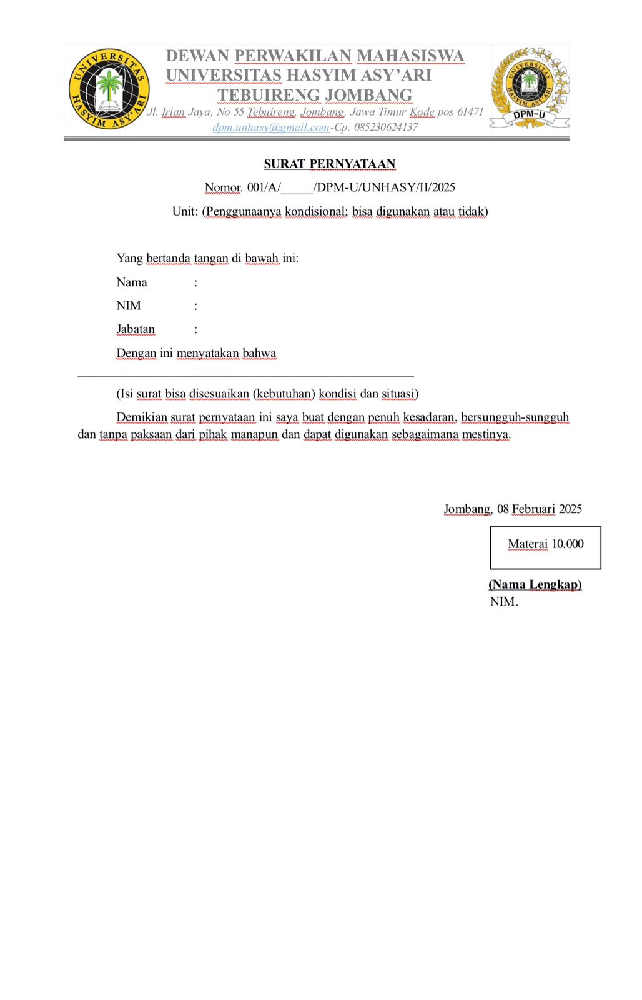 UNIVERSITAS
HASYIM ASY'ARI
DEWAN PERWAKILAN MAHASISWA
UNIVERSITAS HASYIM ASY’ARI
TEBUIRENG JOMBANG
Jl. Irian Jaya, No 55 Tebuireng, Jombang, Jawa Timur Kode pos 61471
dpm.unhasy@gmail.com-Cp. 085230624137
UNIVERSITAS
HASYIM ASY'ARI
DPM-U
SURAT PERNYATAAN
Nomor. 001/A/_____/DPM-U/UNHASY/II/2025
Unit: (Penggunaanya kondisional; bisa digunakan atau tidak)
Yang bertanda tangan di bawah ini:
Nama :
NIM :
Jabatan :
Dengan ini menyatakan bahwa
____________________________________________________
(Isi surat bisa disesuaikan (kebutuhan) kondisi dan situasi)
Demikian surat pernyataan ini saya buat dengan penuh kesadaran, bersungguh-sungguh
dan tanpa paksaan dari pihak manapun dan dapat digunakan sebagaimana mestinya.
Jombang, 08 Februari 2025
Materai 10.000
(Nama Lengkap)
NIM.